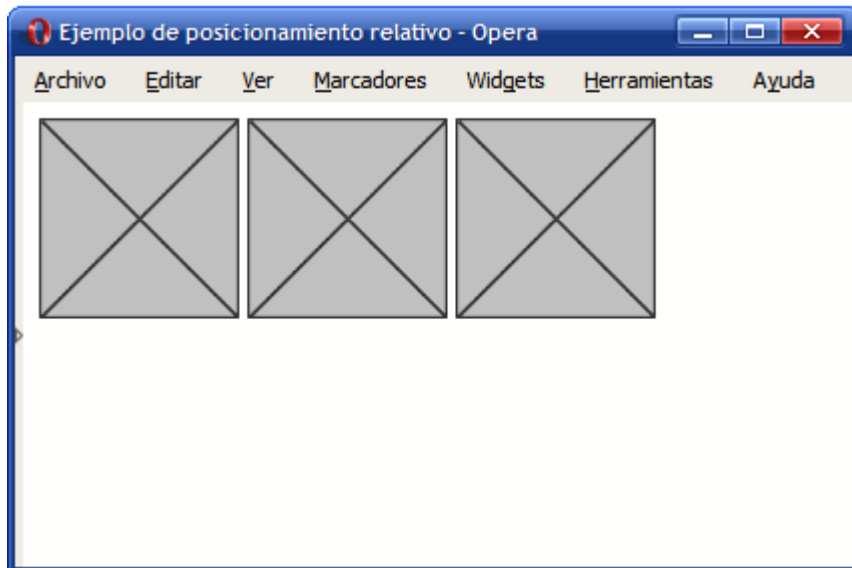 Ejemplo de posicionamiento relativo - Opera
Archivo Editar Ver Marcadores Widgets Herramientas Ayuda